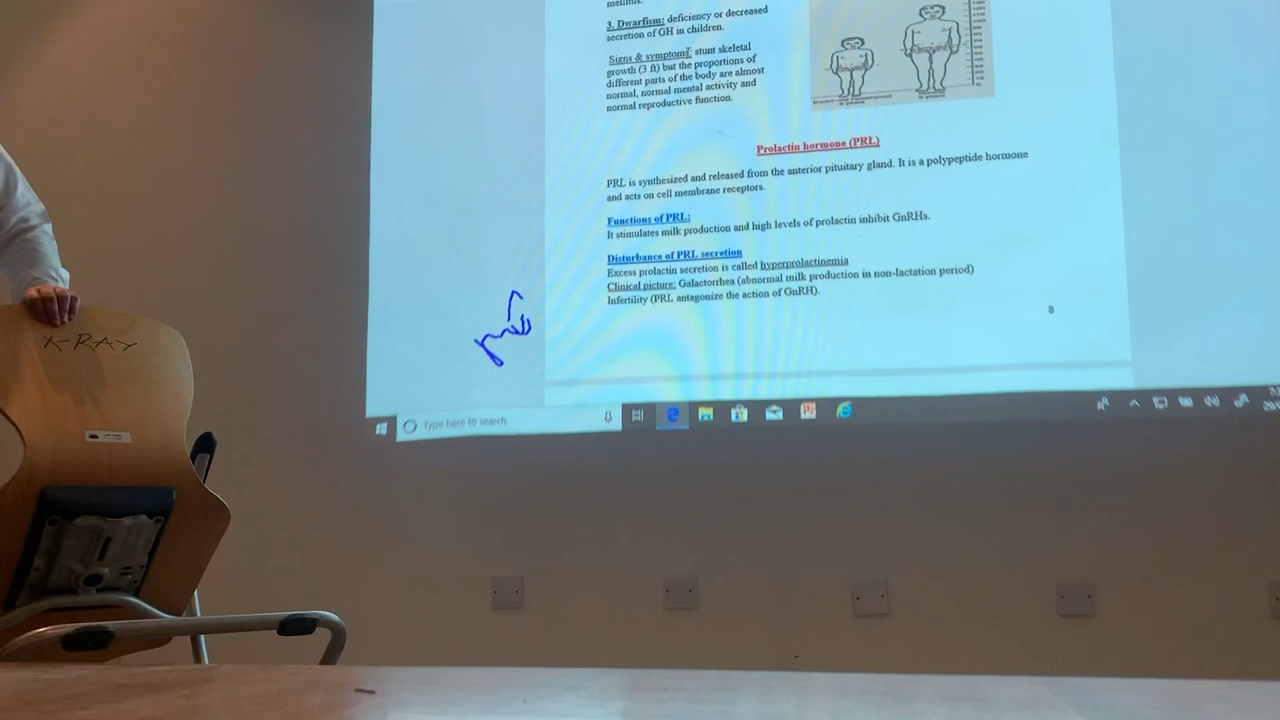 mellitus.
3. Dwarfism: deficiency or decreased
secretion of GH in children.
Signs & symptoms: stunt skeletal
growth (3 ft) but the proportions of
different parts of the body are almost
normal, normal mental activity and
normal reproductive function.
Prolactin hormone (PRL)
PRL is synthesized and released from the anterior pituitary gland. It is a polypeptide hormone
and acts on cell membrane receptors.
Functions of PRL:
It stimulates milk production and high levels of prolactin inhibit GnRHs.
Disturbance of PRL secretion
Excess prolactin secretion is called hyperprolactinemia
Clinical picture: Galactorrhea (abnormal milk production in non-lactation period)
Infertility (PRL antagonize the action of GnRH).
8
Type here to search
X-RAY